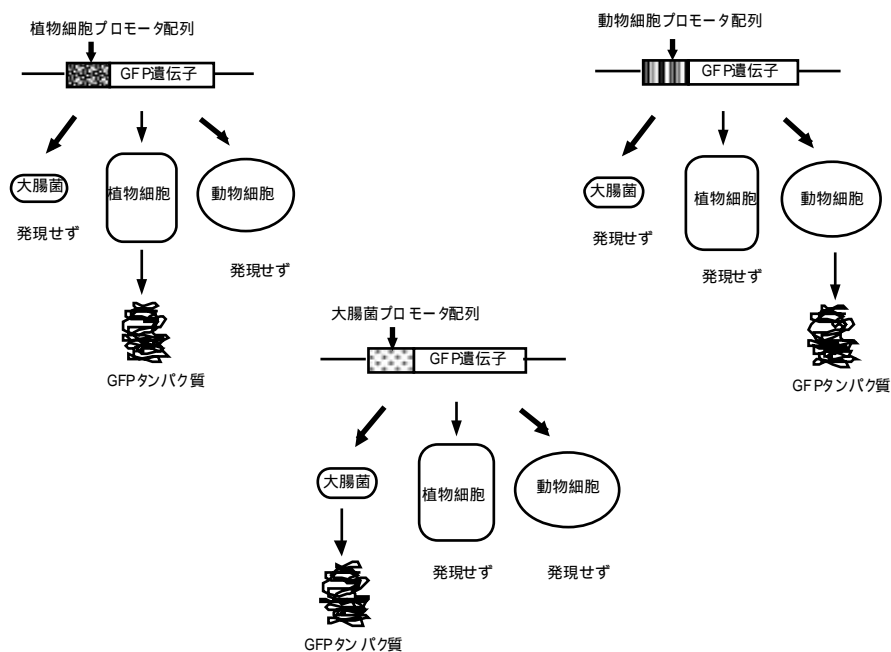 植物細胞プロモータ配列
GFP遺伝子
大腸菌
植物細胞
動物細胞
発現せず
発現せず
GFPタンパク質
動物細胞プロモータ配列
GFP遺伝子
大腸菌
植物細胞
動物細胞
発現せず
発現せず
GFPタンパク質
大腸菌プロモータ配列
GFP遺伝子
大腸菌
植物細胞
動物細胞
発現せず
発現せず
GFPタンパク質